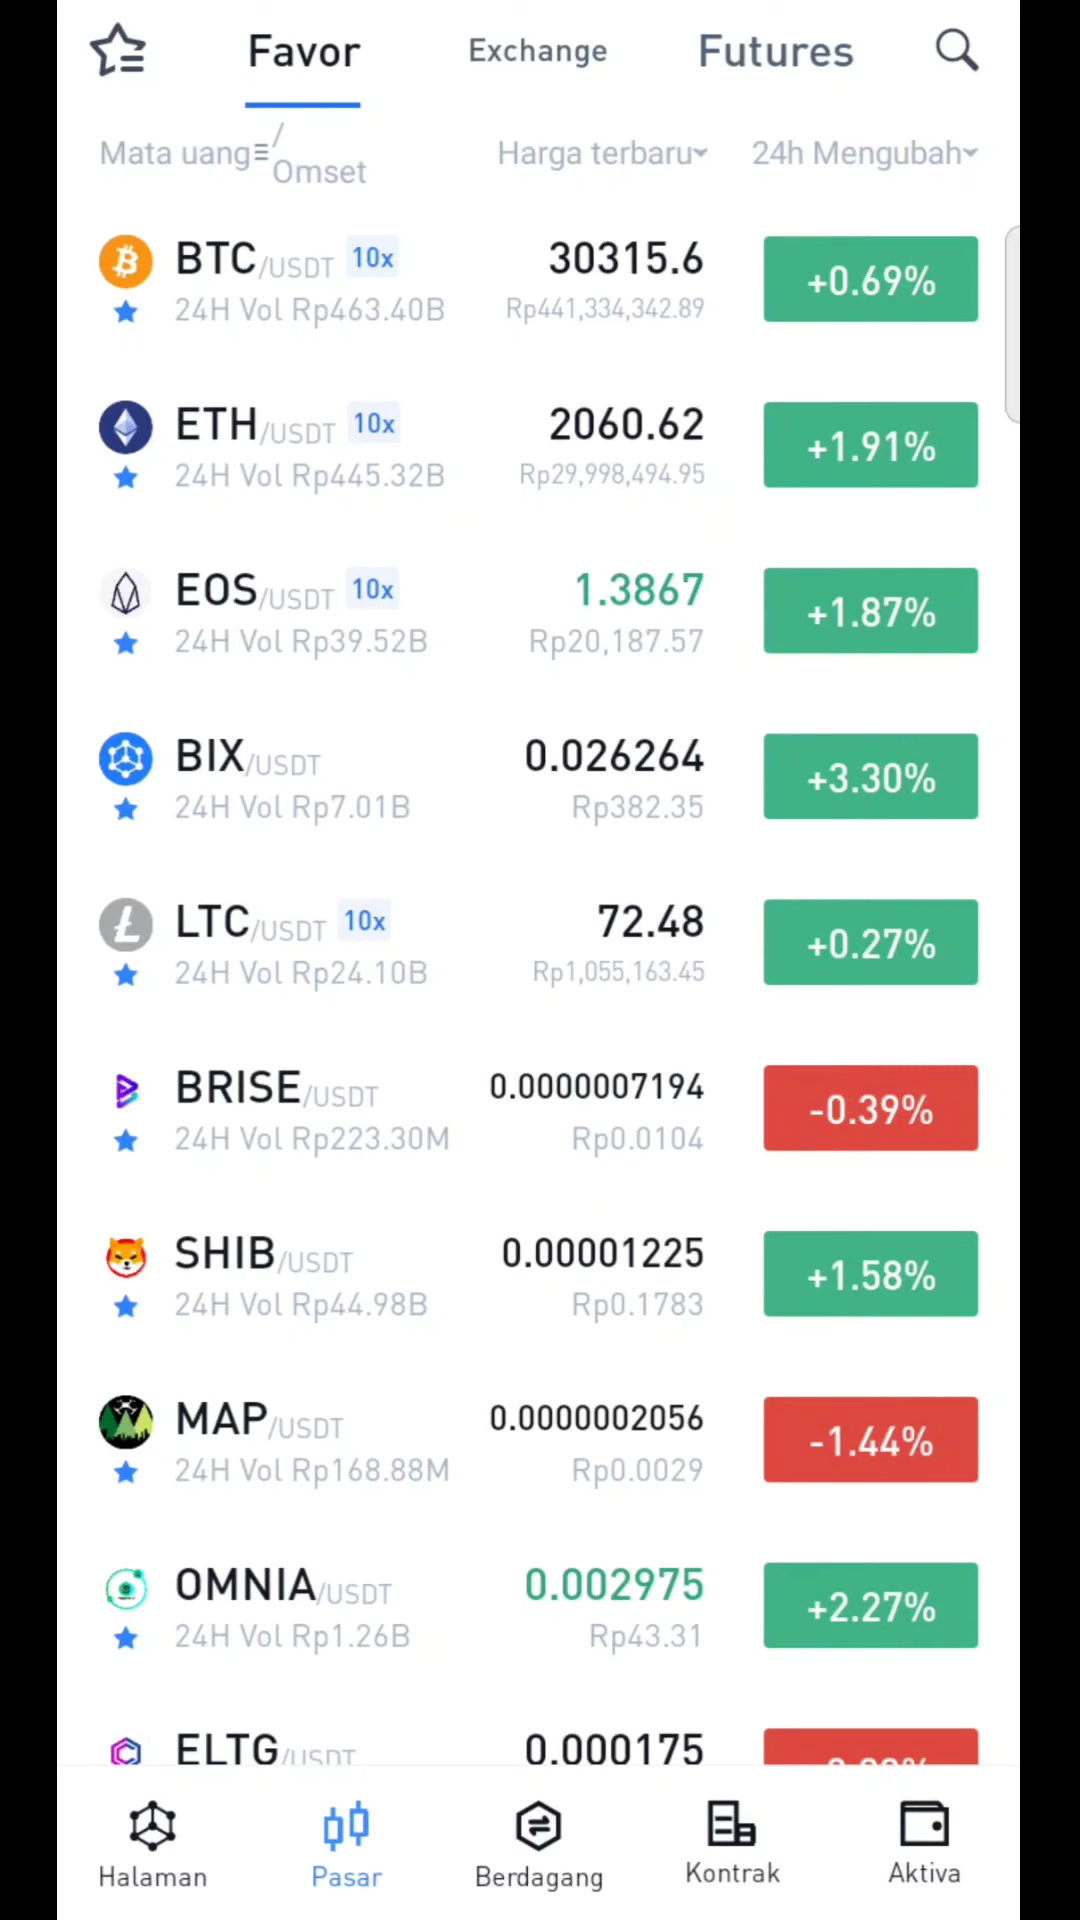 Favor Exchange Futures
Mata uang / Omset Harga terbaru 24h Mengubah
BTC/USDT 10x 30315.6 +0.69%
24H Vol Rp463.40B Rp441,334,342.89
ETH/USDT 10x 2060.62 +1.91%
24H Vol Rp445.32B Rp29,998,494.95
EOS/USDT 10x 1.3867 +1.87%
24H Vol Rp39.52B Rp20,187.57
BIX/USDT 0.026264 +3.30%
24H Vol Rp7.01B Rp382.35
LTC/USDT 10x 72.48 +0.27%
24H Vol Rp24.10B Rp1,055,163.45
BRISE/USDT 0.0000007194 -0.39%
24H Vol Rp223.30M Rp0.0104
SHIB/USDT 0.00001225 +1.58%
24H Vol Rp44.98B Rp0.1783
MAP/USDT 0.0000002056 -1.44%
24H Vol Rp168.88M Rp0.0029
OMNIA/USDT 0.002975 +2.27%
24H Vol Rp1.26B Rp43.31
ELTG/USDT 0.000175
Halaman Pasar Berdagang Kontrak Aktiva